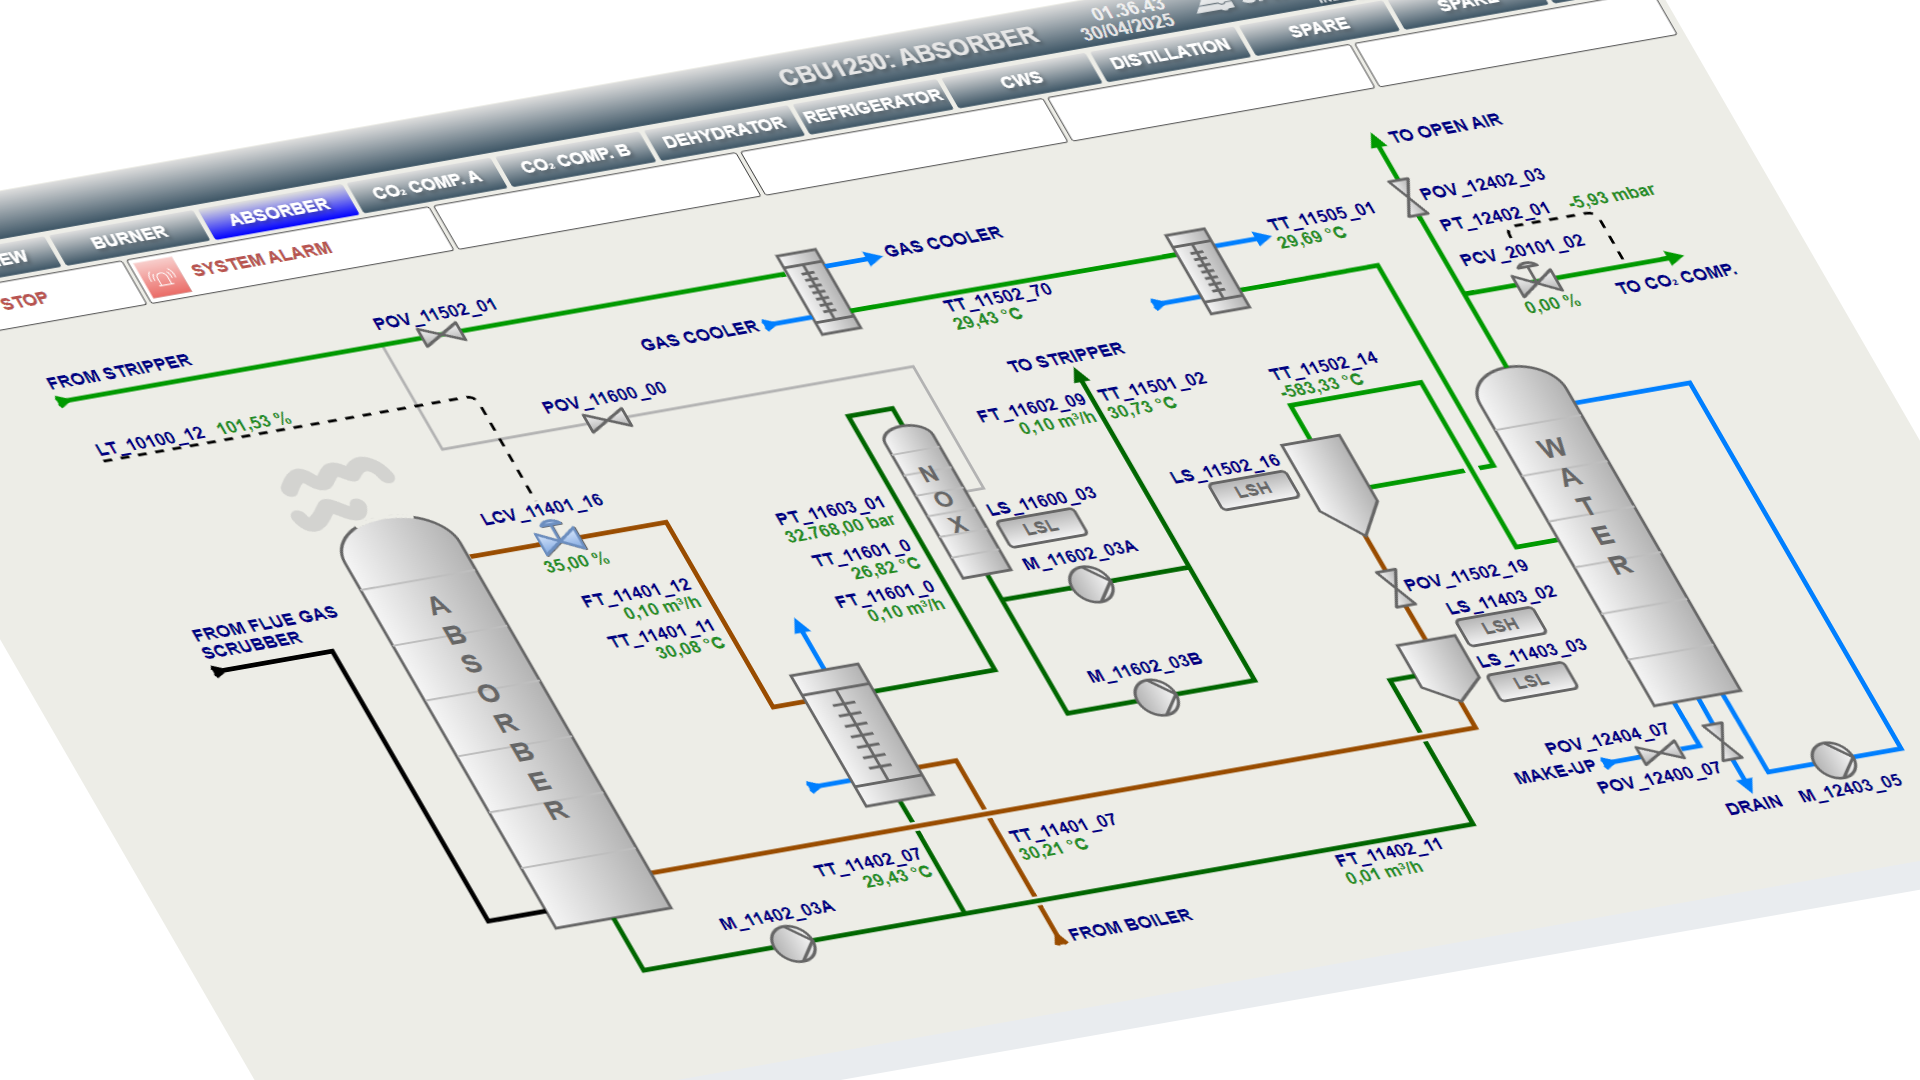 01.36.43
30/04/2025
CBU1250: ABSORBER
BURNER
ABSORBER
CO₂ COMP. A
CO₂ COMP. B
DEHYDRATOR
REFRIGERATOR
CWS
DISTILLATION
SPARE
SPARE
STOP
SYSTEM ALARM
TO OPEN AIR
POV_12402_03
PT_12402_01
-5,93 mbar
PCV_20101_02
0,00 %
TO CO₂ COMP.
TT_11505_01
29,69 °C
GAS COOLER
TT_11502_70
29,43 °C
POV_11502_01
GAS COOLER
FROM STRIPPER
TO STRIPPER
POV_11600_00
FT_11602_09
0,10 m³/h
TT_11501_02
30,73 °C
TT_11502_14
-583,33 °C
LT_10100_12
101,53 %
LS_11502_16
LSH
WATER
NOX
LCV_11401_16
35,00 %
PT_11603_01
32.768,00 bar
LS_11600_03
LSL
TT_11601_0
26,82 °C
M_11602_03A
FT_11601_0
0,10 m³/h
FT_11401_12
0,10 m³/h
TT_11401_11
30,08 °C
POV_11502_19
LS_11403_02
LSH
LS_11403_03
LSL
FROM FLUE GAS
SCRUBBER
ABSORBER
M_11602_03B
POV_12404_07
MAKE-UP
POV_12400_07
DRAIN
M_12403_05
TT_11401_07
30,21 °C
TT_11402_07
29,43 °C
FT_11402_11
0,01 m³/h
M_11402_03A
FROM BOILER